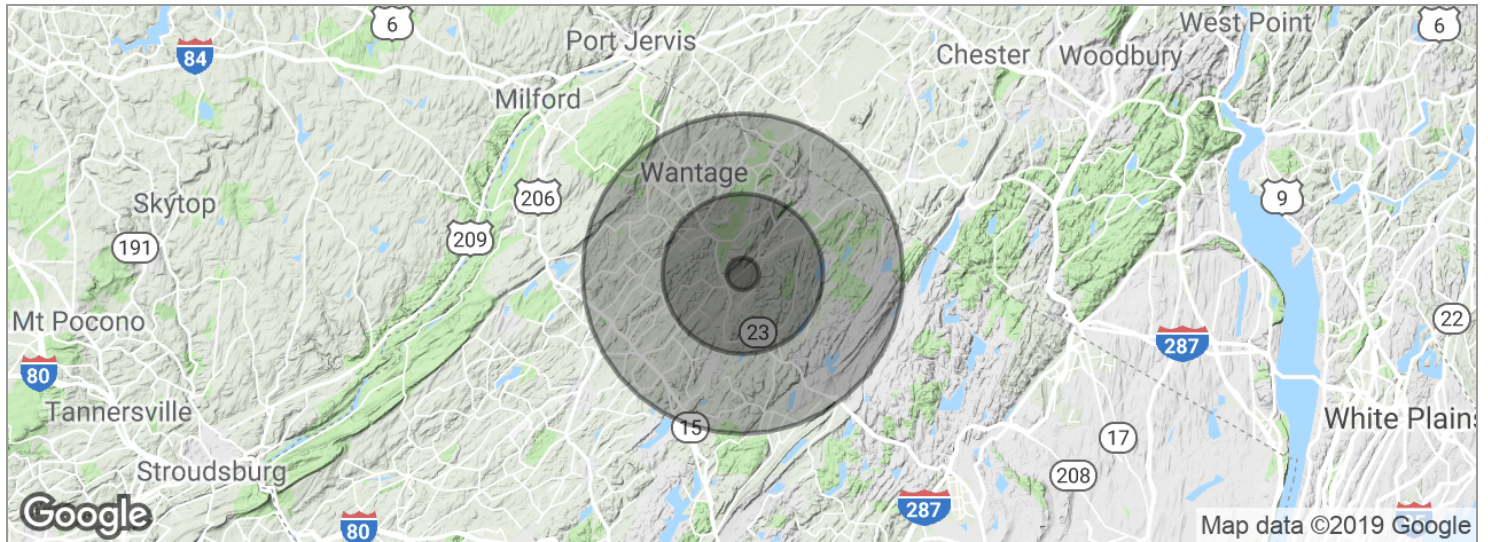 6
West Point
6
Port Jervis
Chester
Woodbury
84
Milford
Wantage
Skytop
206
9
191
209
Mt Pocono
23
22
287
80
Tannersville
15
White Plains
17
Stroudsburg
208
287
Google
80
Map data ©2019 Google